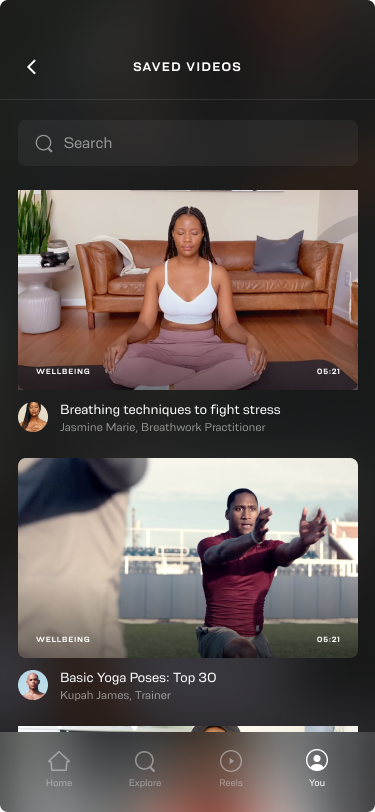 SAVED VIDEOS
Search
WELLBEING 05:21
Breathing techniques to fight stress
Jasmine Marie, Breathwork Practitioner
WELLBEING 05:21
Basic Yoga Poses: Top 30
Kupah James, Trainer
Home Explore Reels You